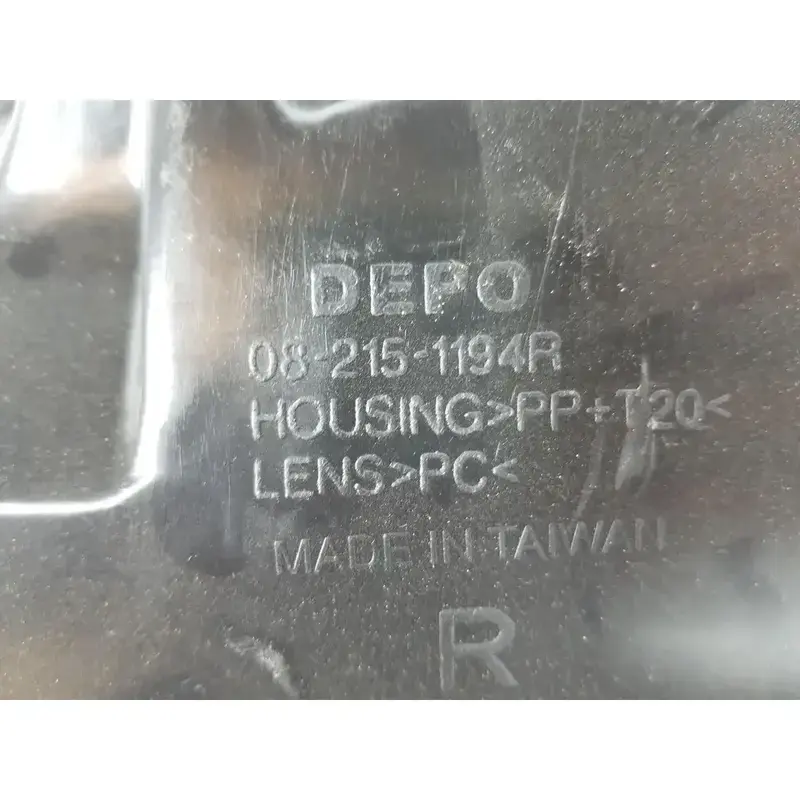 DEPO
08-215-1194R
HOUSING>PP+T20<
LENS>PC<
MADE IN TAIWAN
R